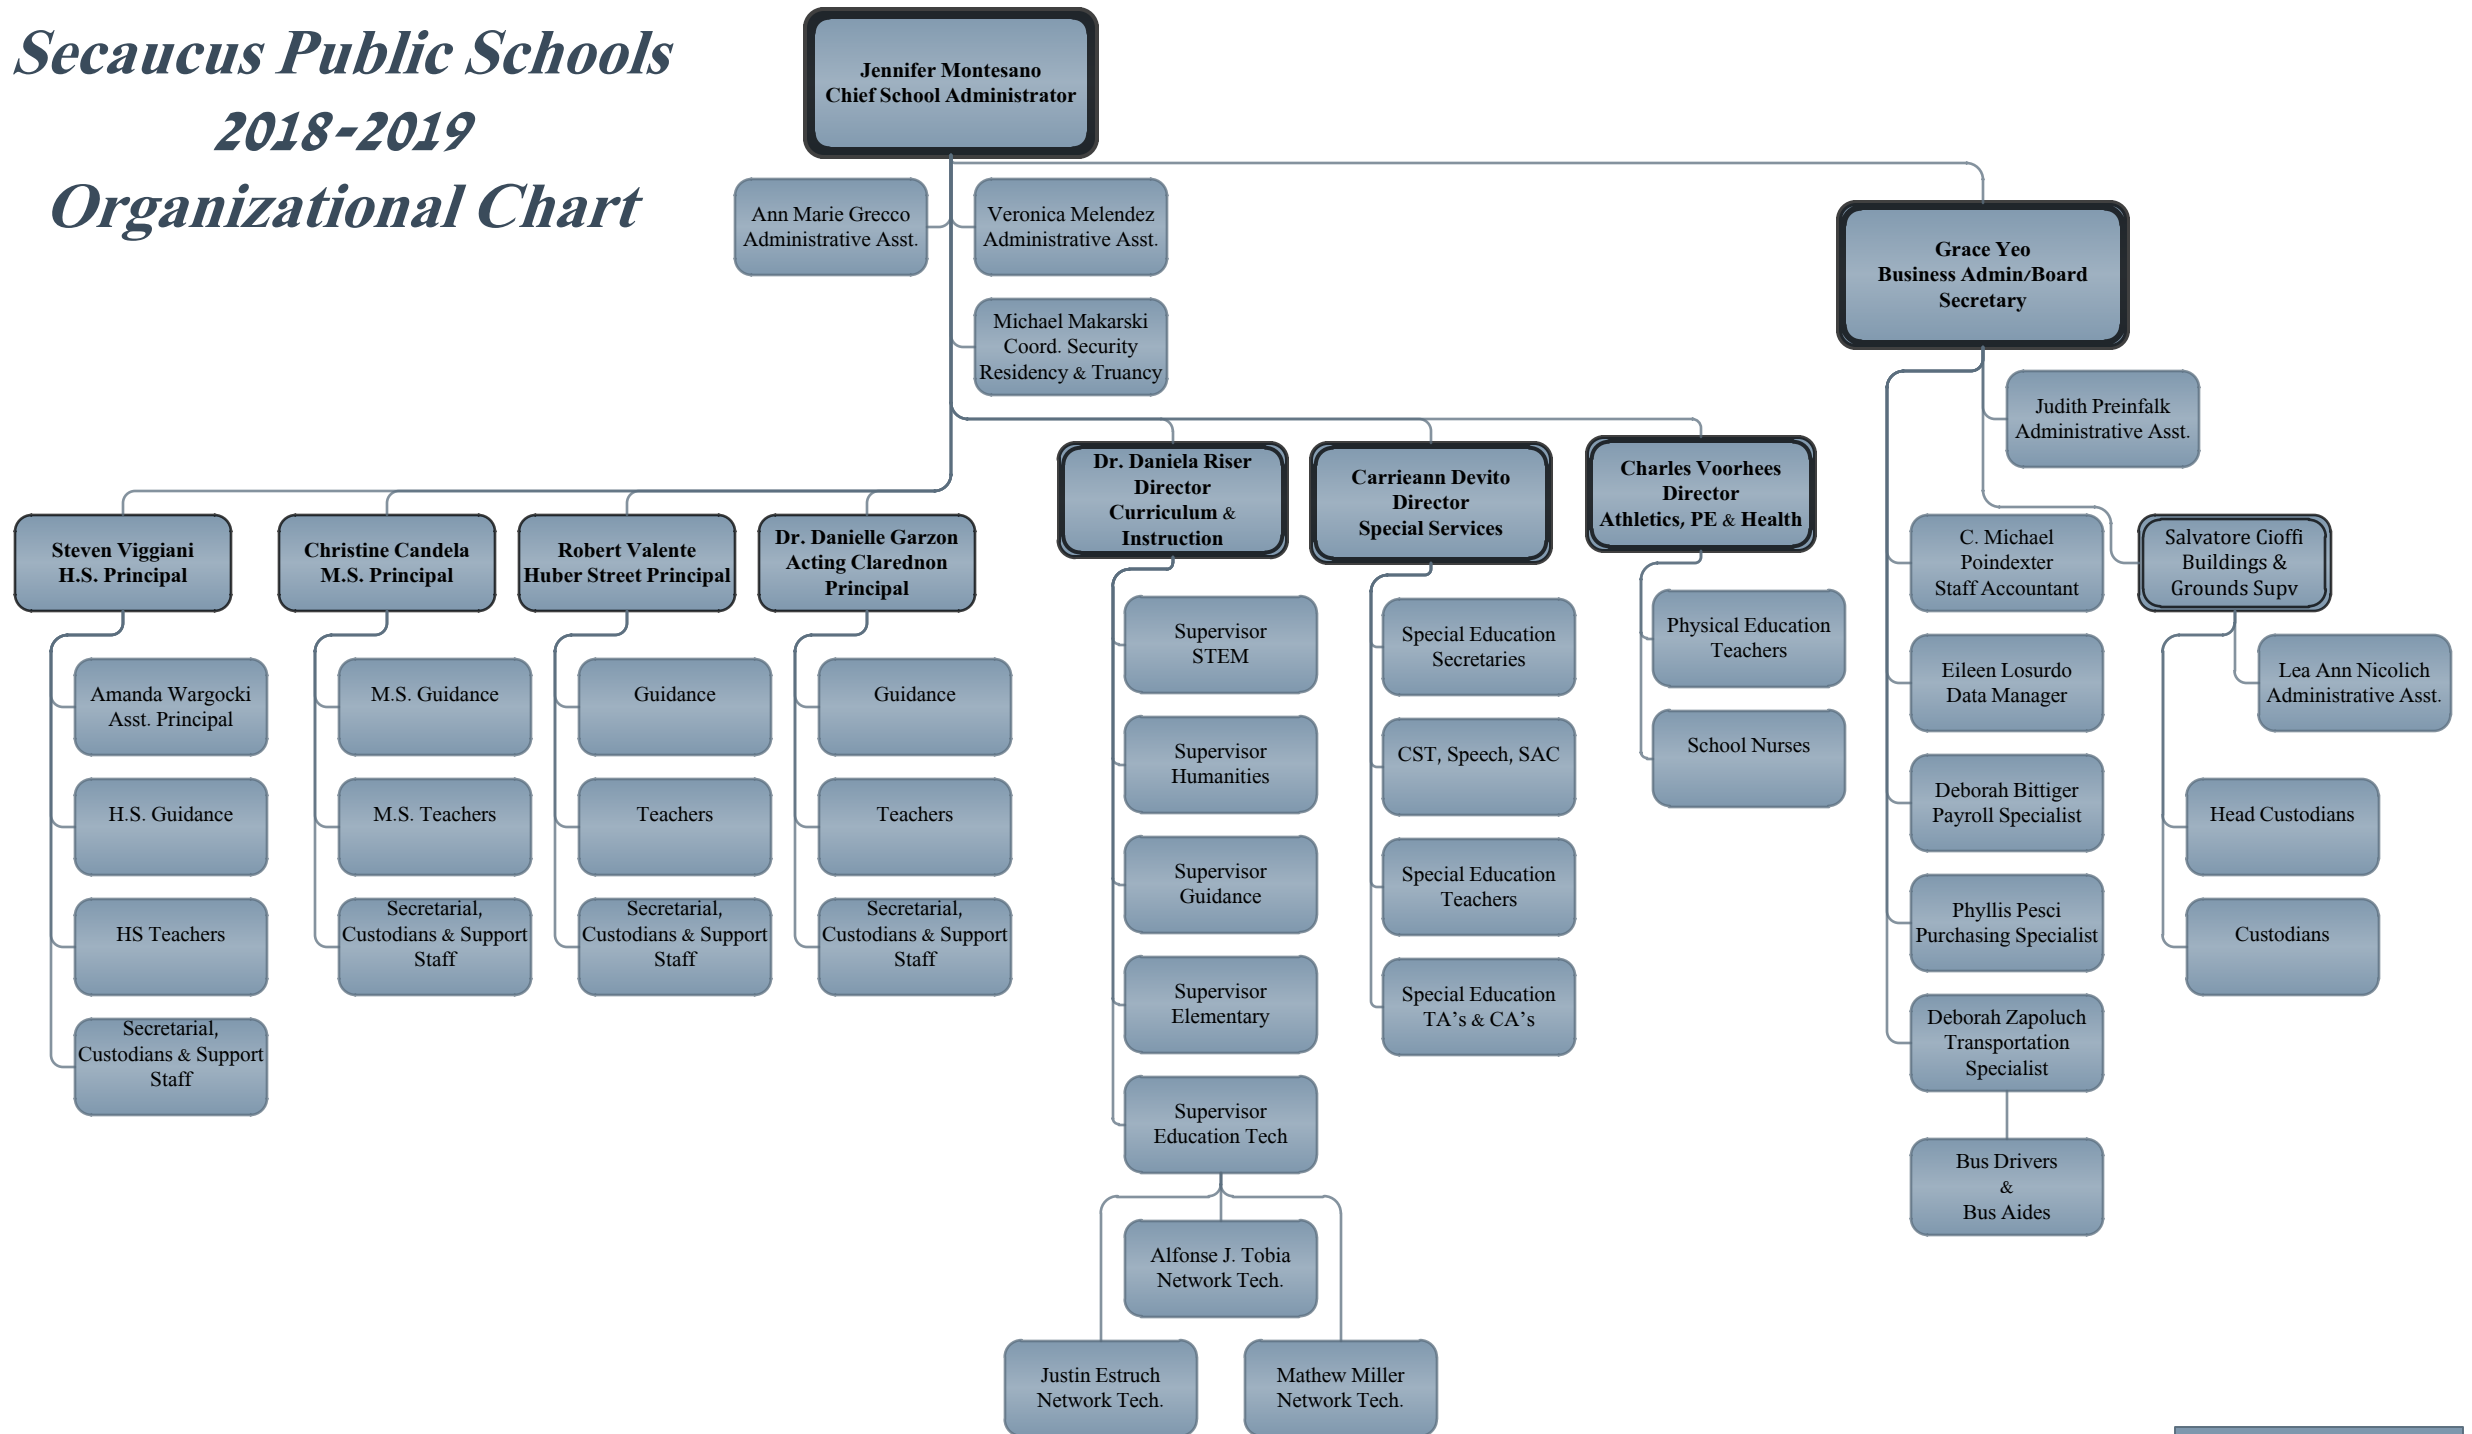 Secaucus Public Schools
2018-2019
Organizational Chart
Jennifer Montesano
Chief School Administrator
Ann Marie Grecco
Administrative Asst.
Veronica Melendez
Administrative Asst.
Michael Makarski
Coord. Security
Residency & Truancy
Grace Yeo
Business Admin/Board
Secretary
Judith Preinfalk
Administrative Asst.
Steven Viggiani
H.S. Principal
Amanda Wargocki
Asst. Principal
H.S. Guidance
HS Teachers
Secretarial,
Custodians & Support
Staff
Christine Candela
M.S. Principal
M.S. Guidance
M.S. Teachers
Secretarial,
Custodians & Support
Staff
Robert Valente
Huber Street Principal
Guidance
Teachers
Secretarial,
Custodians & Support
Staff
Dr. Danielle Garzon
Acting Clarednon
Principal
Guidance
Teachers
Secretarial,
Custodians & Support
Staff
Dr. Daniela Riser
Director
Curriculum &
Instruction
Supervisor
STEM
Supervisor
Humanities
Supervisor
Guidance
Supervisor
Elementary
Supervisor
Education Tech
Alfonse J. Tobia
Network Tech.
Justin Estruch
Network Tech.
Mathew Miller
Network Tech.
Carrieann Devito
Director
Special Services
Special Education
Secretaries
CST, Speech, SAC
Special Education
Teachers
Special Education
TA’s & CA’s
Charles Voorhees
Director
Athletics, PE & Health
Physical Education
Teachers
School Nurses
C. Michael
Poindexter
Staff Accountant
Eileen Losurdo
Data Manager
Deborah Bittiger
Payroll Specialist
Phyllis Pesci
Purchasing Specialist
Deborah Zapoluch
Transportation
Specialist
Bus Drivers
&
Bus Aides
Salvatore Cioffi
Buildings &
Grounds Supv
Lea Ann Nicolich
Administrative Asst.
Head Custodians
Custodians